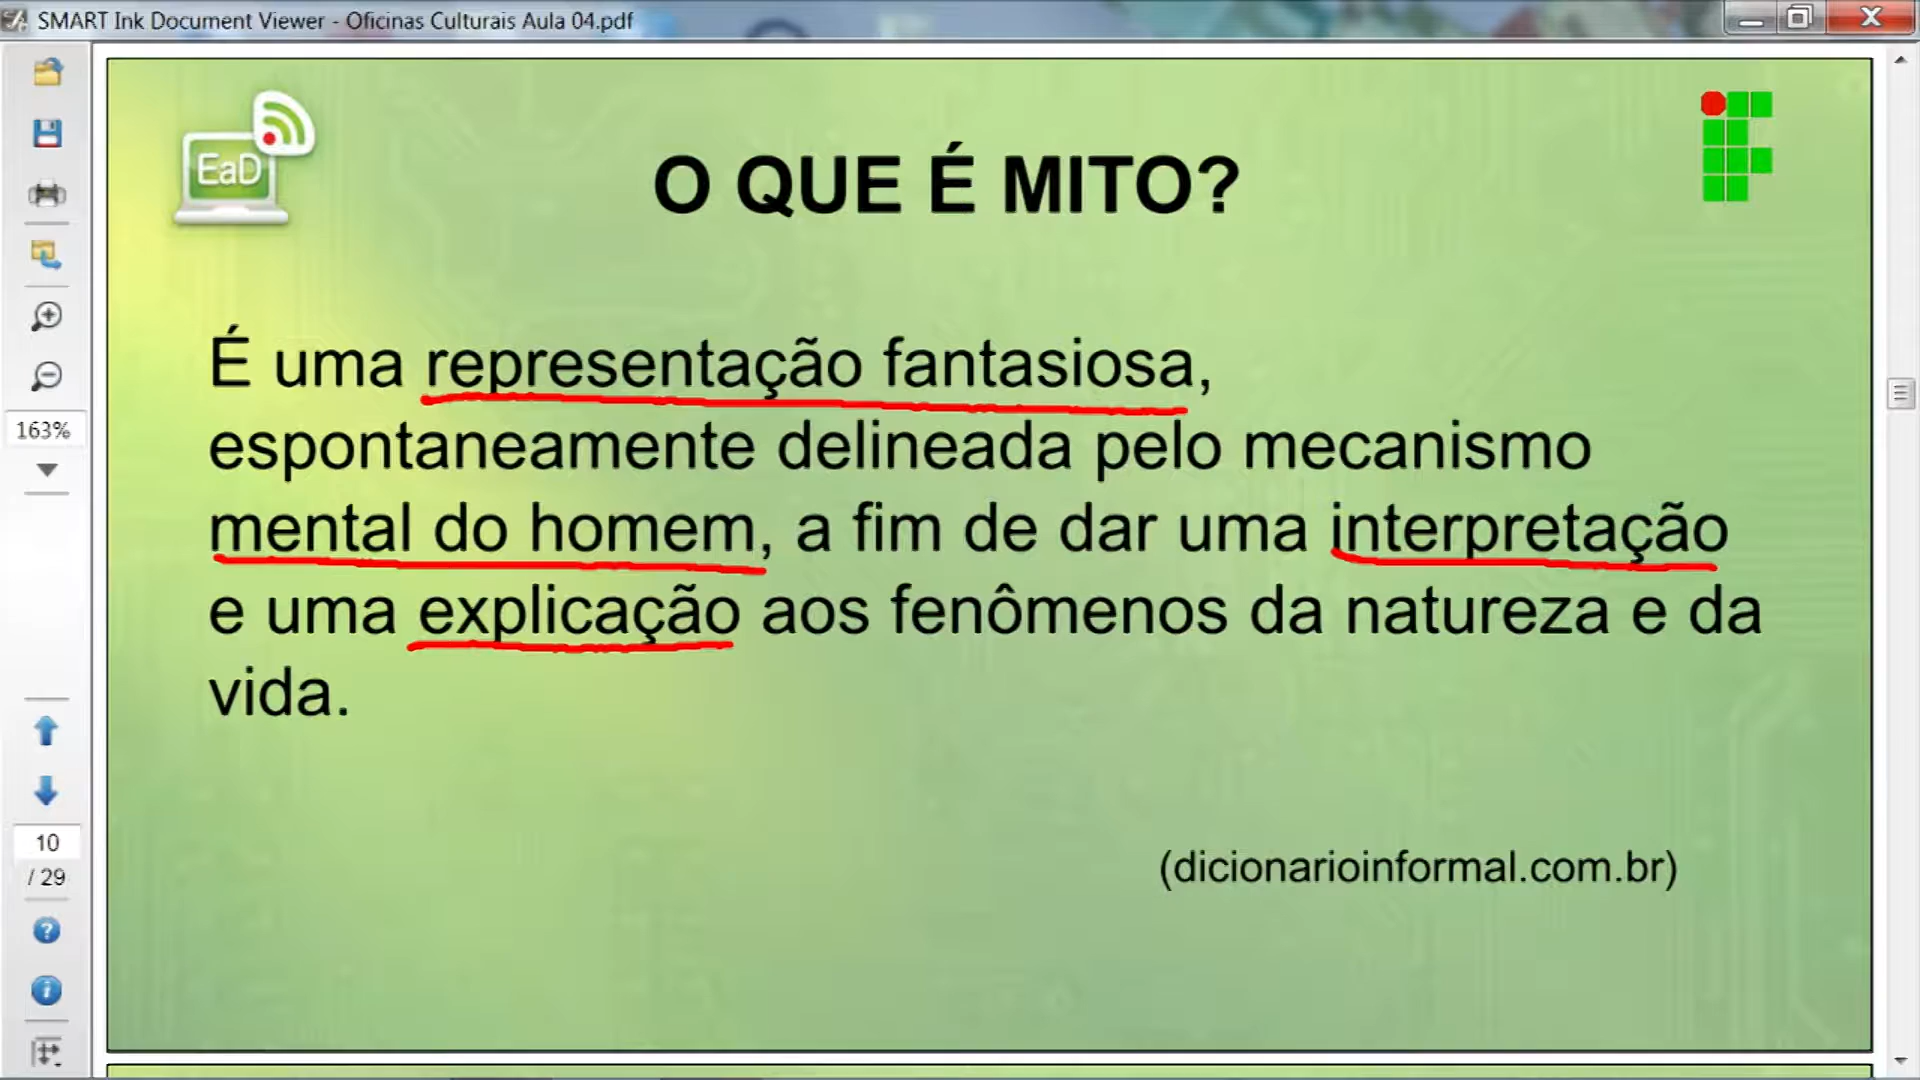 SMART Ink Document Viewer - Oficinas Culturais Aula 04.pdf
EaD
O QUE É MITO?
É uma representação fantasiosa,
espontaneamente delineada pelo mecanismo
mental do homem, a fim de dar uma interpretação
e uma explicação aos fenômenos da natureza e da
vida.
(dicionarioinformal.com.br)
163%
10
/ 29